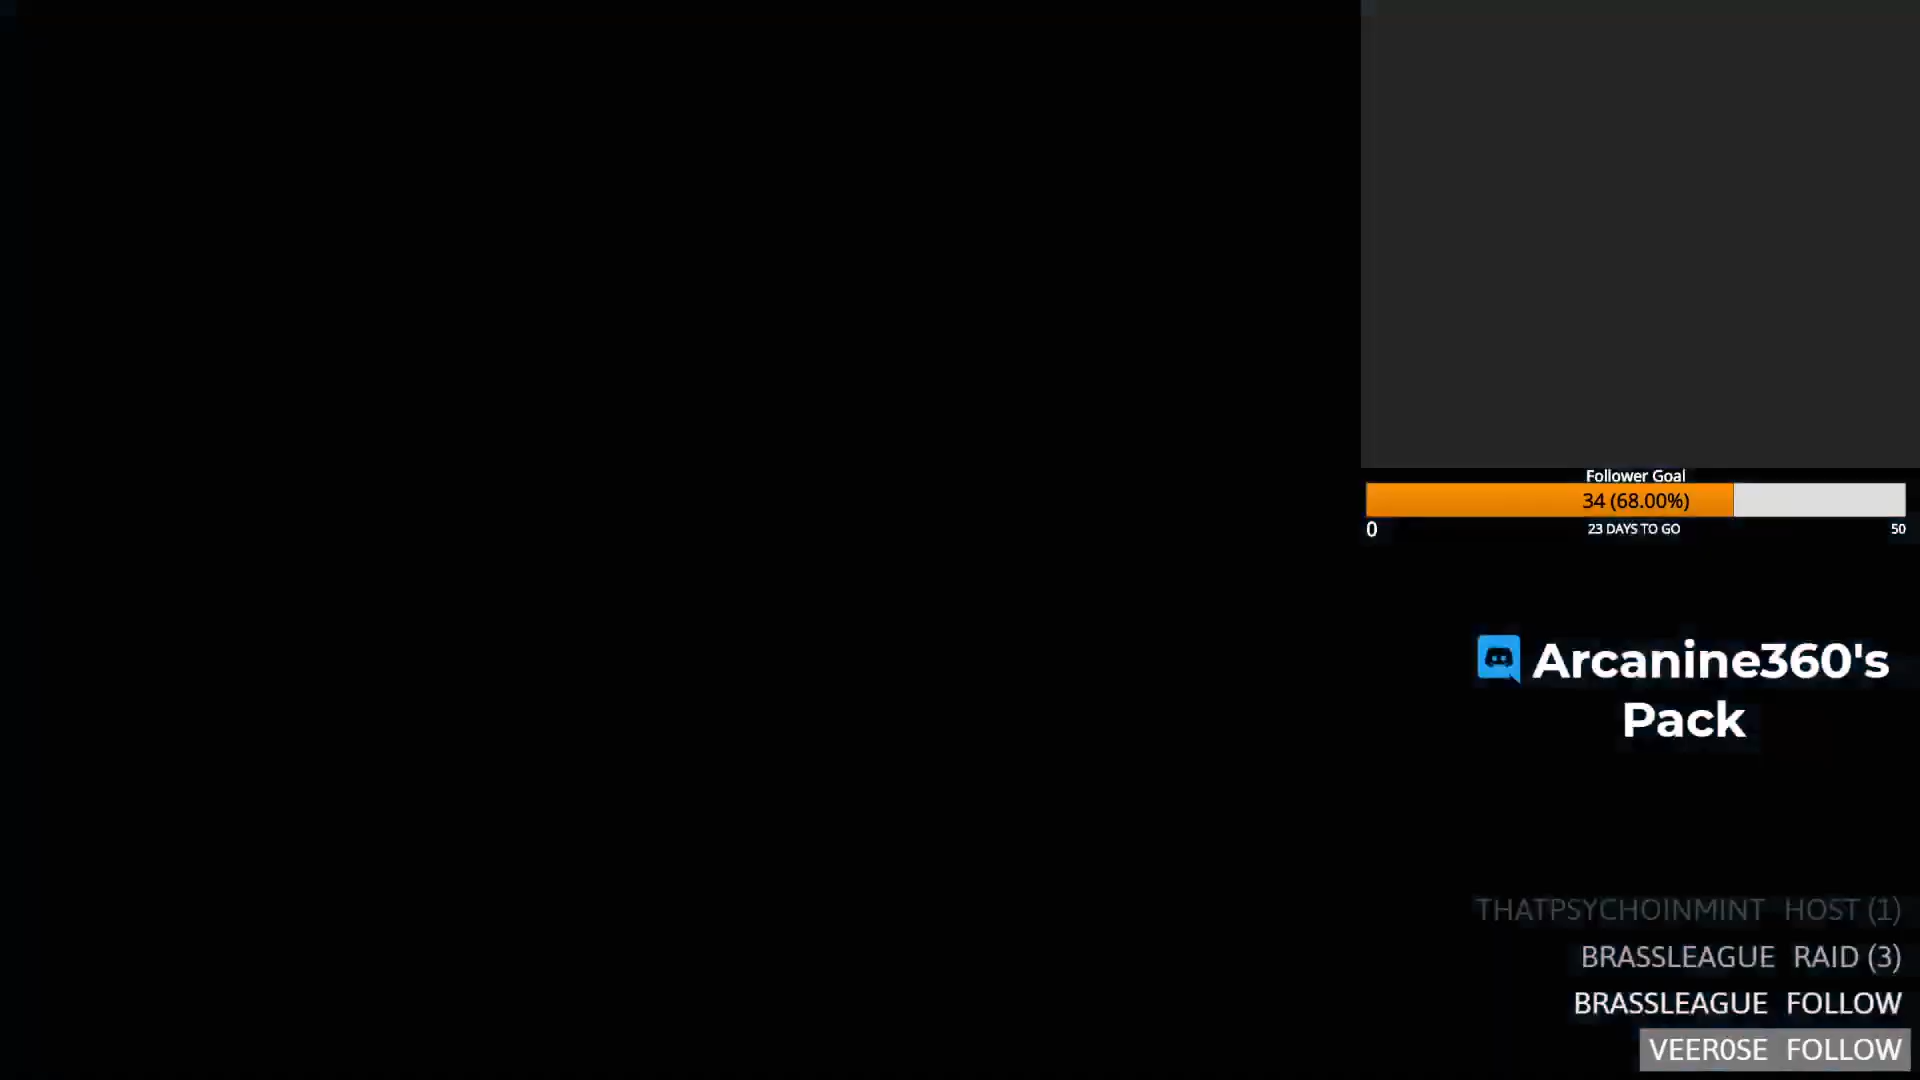 Follower Goal
34 (68.00%)
0 23 DAYS TO GO 50
Arcanine360's
Pack
THATPSYCHOINMINT HOST (1)
BRASSLEAGUE RAID (3)
BRASSLEAGUE FOLLOW
VEER0SE FOLLOW